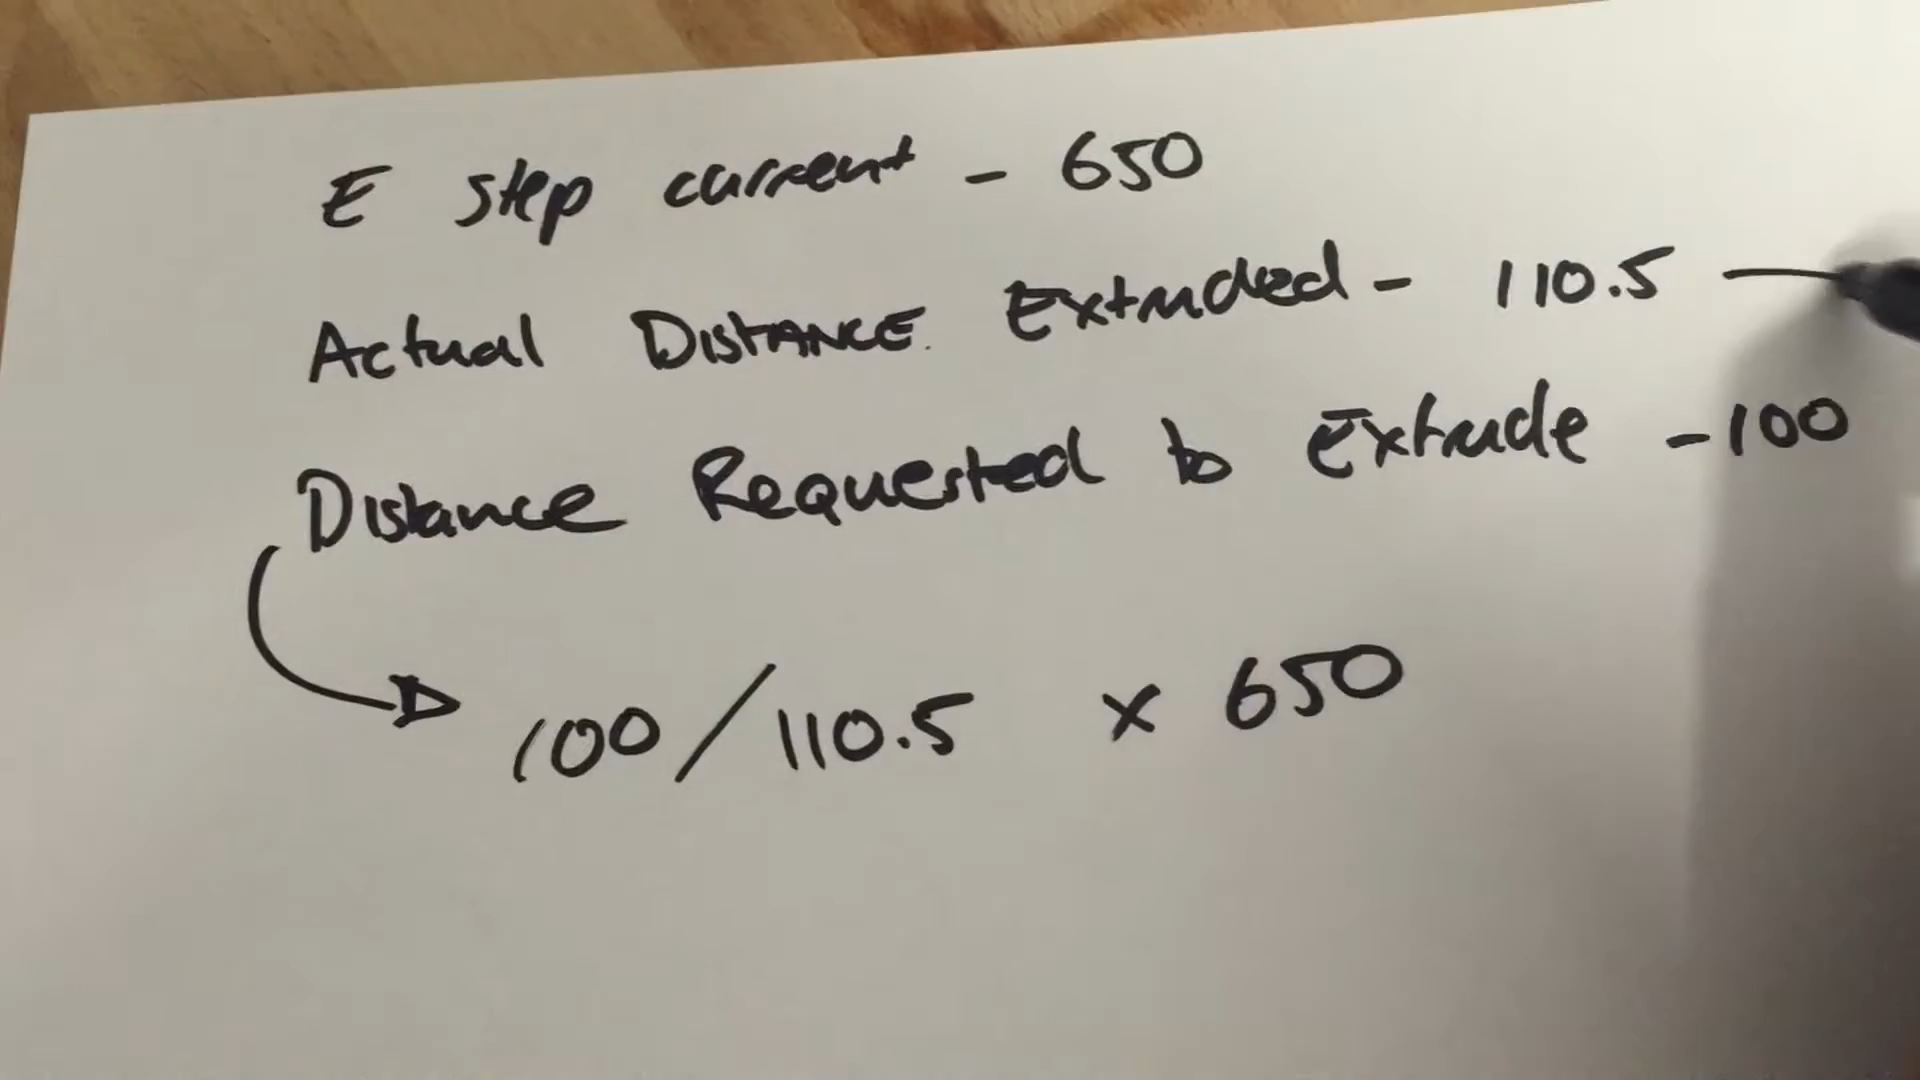 E step current - 650
Actual DISTANCE Extruded - 110.5
Distance Requested to Extrude - 100
100 / 110.5 x 650